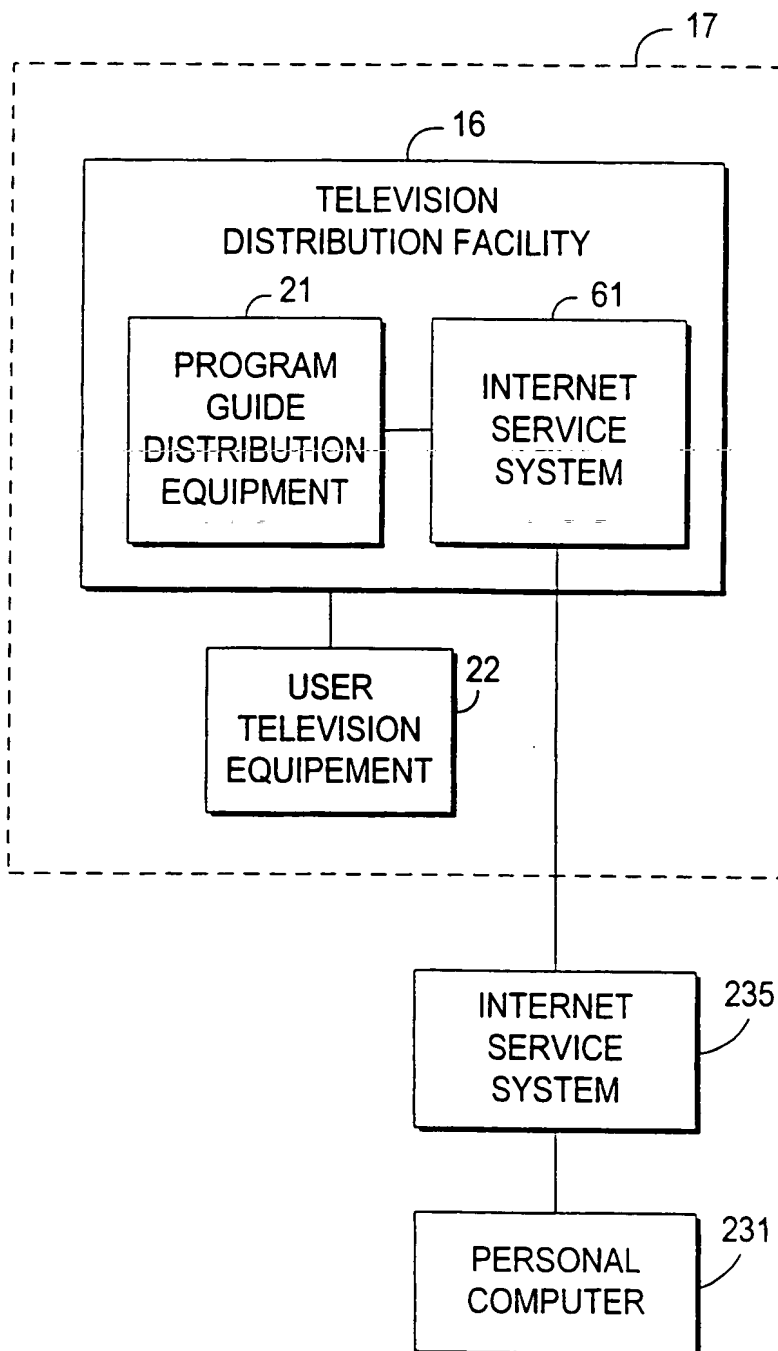 17
16
TELEVISION
DISTRIBUTION FACILITY
21
61
PROGRAM
GUIDE
DISTRIBUTION
EQUIPMENT
INTERNET
SERVICE
SYSTEM
22
USER
TELEVISION
EQUIPEMENT
235
INTERNET
SERVICE
SYSTEM
231
PERSONAL
COMPUTER